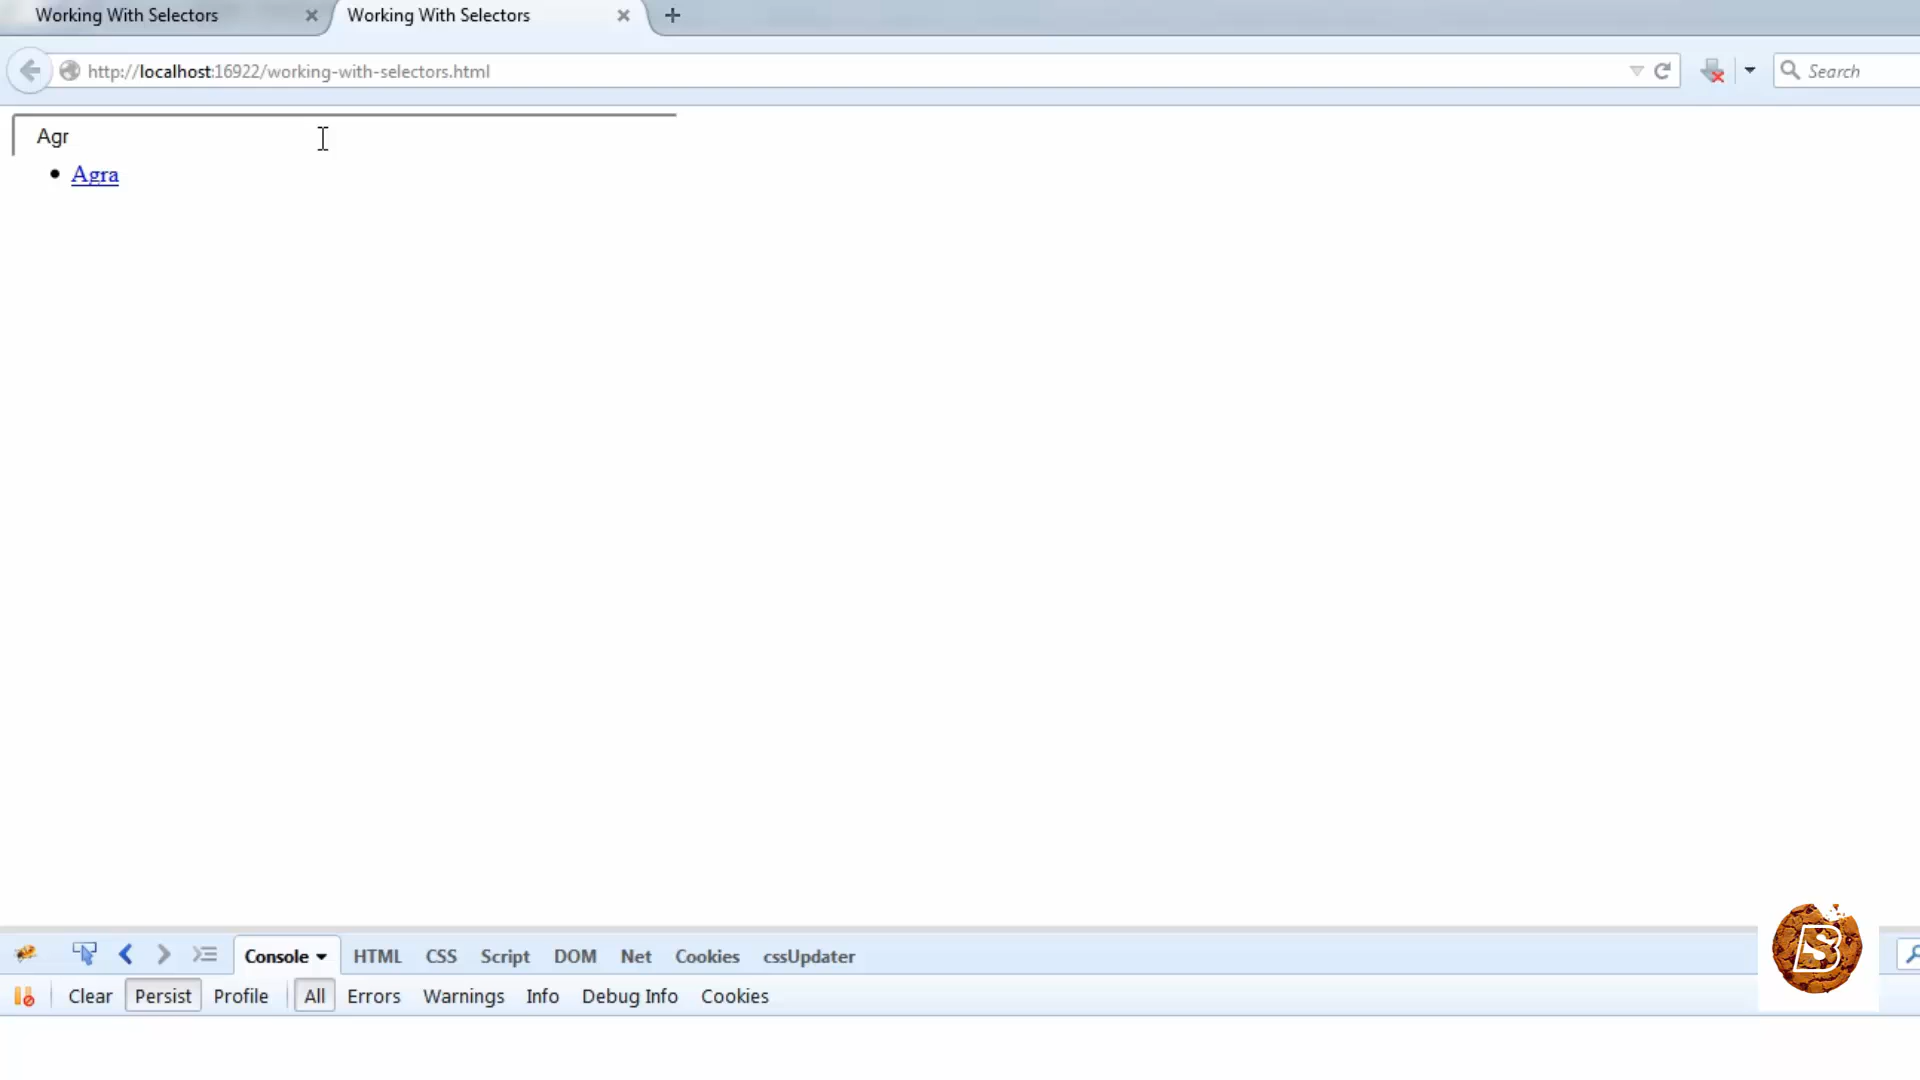 Working With Selectors
Working With Selectors
http://localhost:16922/working-with-selectors.html
Search
Agr
Agra
Console HTML CSS Script DOM Net Cookies cssUpdater
Clear Persist Profile All Errors Warnings Info Debug Info Cookies
BS